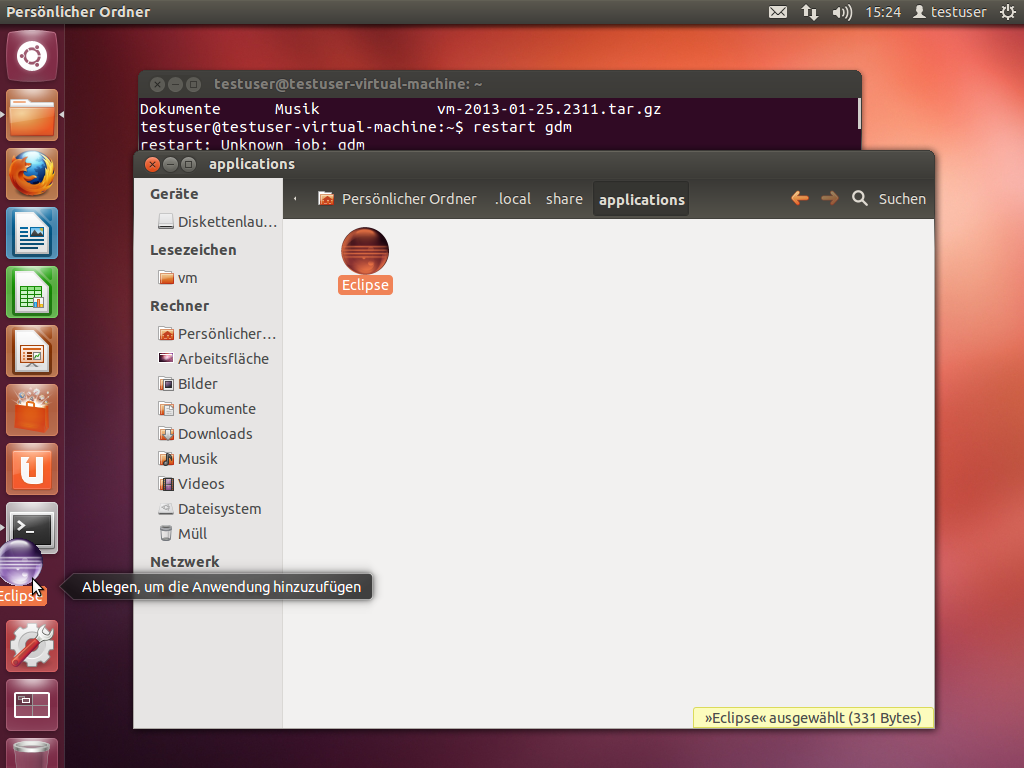 Persönlicher Ordner
15:24
testuser
testuser@testuser-virtual-machine: ~
Dokumente Musik vm-2013-01-25.2311.tar.gz
testuser@testuser-virtual-machine:~$ restart gdm
restart: Unknown job: gdm
applications
Geräte
Diskettenlau...
Lesezeichen
vm
Rechner
Persönlicher...
Arbeitsfläche
Bilder
Dokumente
Downloads
Musik
Videos
Dateisystem
Müll
Netzwerk
Persönlicher Ordner .local share applications
Suchen
Eclipse
>_
Eclipse
Ablegen, um die Anwendung hinzuzufügen
»Eclipse« ausgewählt (331 Bytes)